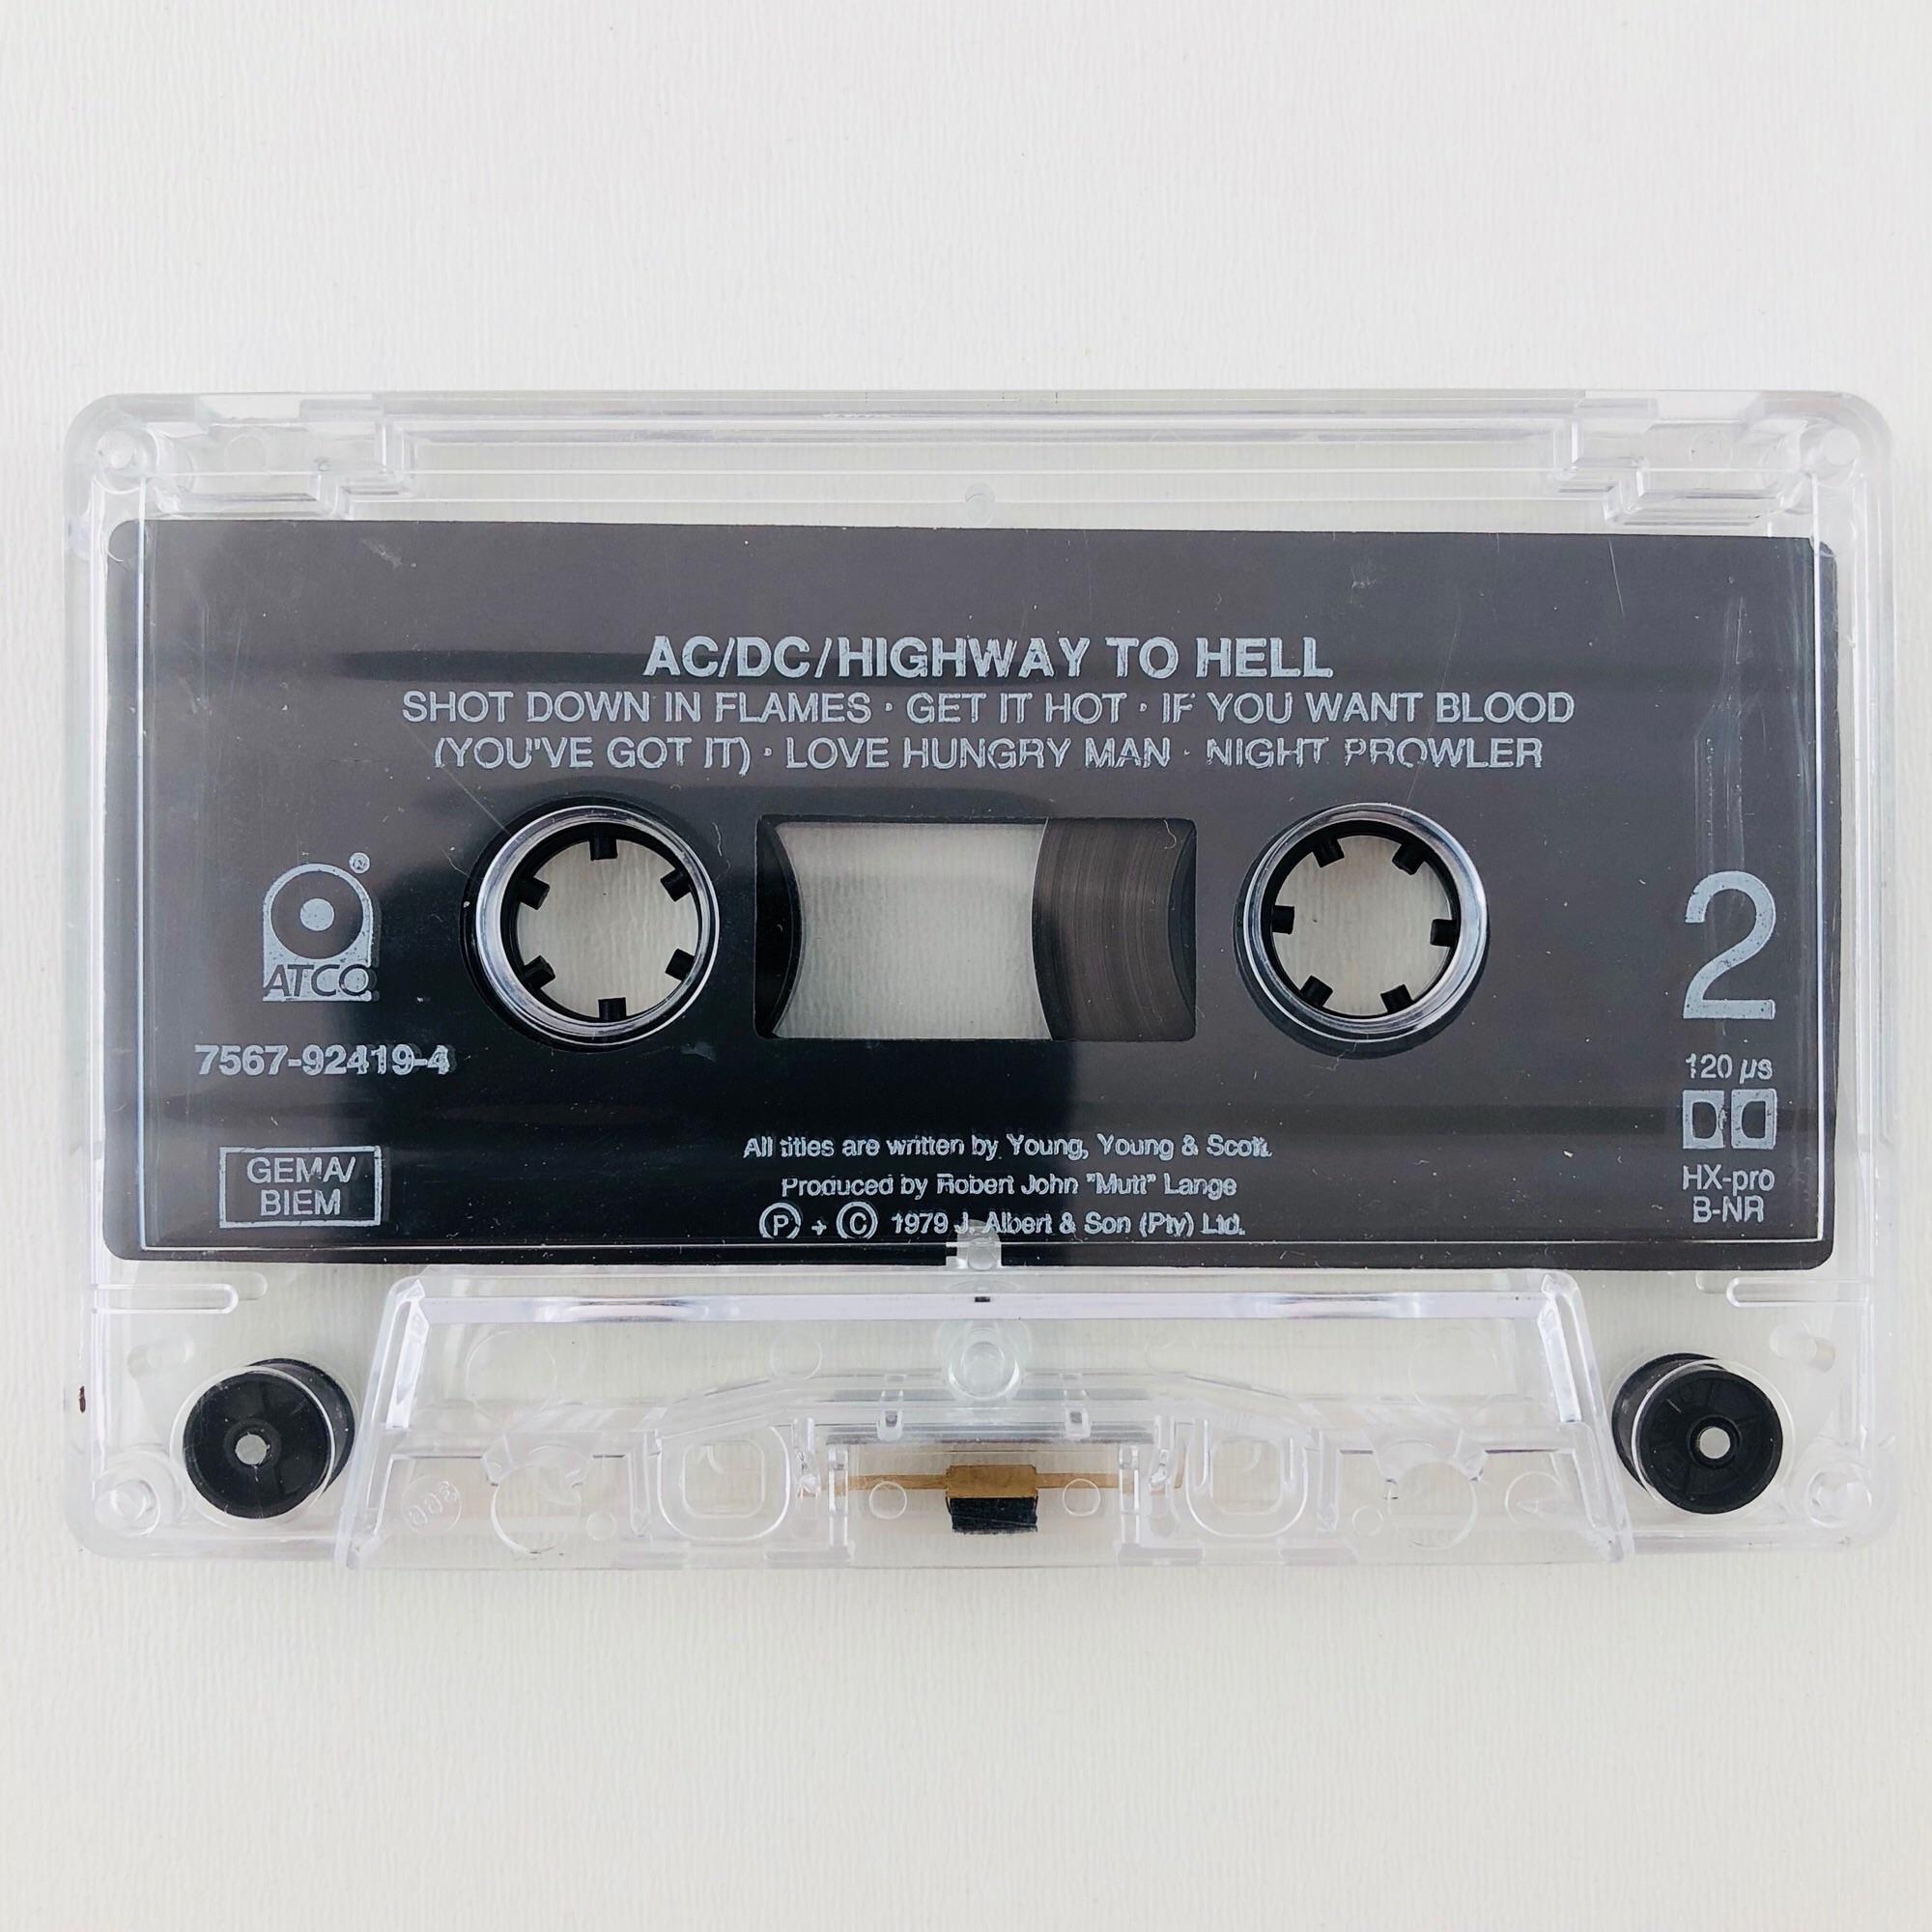 AC/DC/HIGHWAY TO HELL
SHOT DOWN IN FLAMES · GET IT HOT · IF YOU WANT BLOOD
(YOU'VE GOT IT) · LOVE HUNGRY MAN · NIGHT PROWLER
®
ATCO
2
7567-92419-4
120 µs
GEMA/
BIEM
HX-pro
B-NR
All titles are written by Young, Young & Scott.
Produced by Robert John "Mutt" Lange
Ⓟ + © 1979 J. Albert & Son (Pty) Ltd.